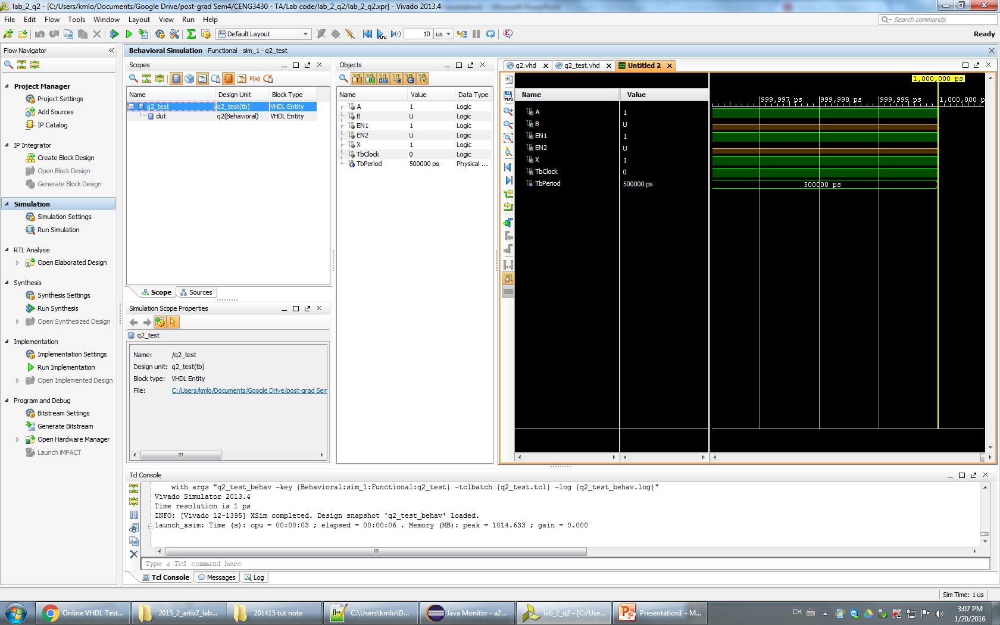 lab_2_q2 - [C:/Users/kmlo/Documents/Google Drive/post-grad Sem4/CENG3430 - TA/Lab code/lab_2_q2/lab_2_q2.xpr] - Vivado 2013.4
File Edit Flow Tools Window Layout View Run Help
Search commands
Default Layout
10 us
Ready
Flow Navigator
Project Manager
Project Settings
Add Sources
IP Catalog
IP Integrator
Create Block Design
Open Block Design
Generate Block Design
Simulation
Simulation Settings
Run Simulation
RTL Analysis
Open Elaborated Design
Synthesis
Synthesis Settings
Run Synthesis
Open Synthesized Design
Implementation
Implementation Settings
Run Implementation
Open Implemented Design
Program and Debug
Bitstream Settings
Generate Bitstream
Open Hardware Manager
Launch iMPACT
Behavioral Simulation - Functional - sim_1 - q2_test
Scopes
Name Design Unit Block Type
q2_test q2_test(tb) VHDL Entity
dut q2(Behavioral) VHDL Entity
Scope Sources
Simulation Scope Properties
q2_test
Name: /q2_test
Design unit: q2_test(tb)
Block type: VHDL Entity
File: C:/Users/kmlo/Documents/Google Drive/post-grad Sem
Objects
Name Value Data Type
A 1 Logic
B U Logic
EN1 1 Logic
EN2 U Logic
X 1 Logic
TbClock 0 Logic
TbPeriod 500000 ps Physical ...
q2.vhd q2_test.vhd Untitled 2
1,000,000 ps
Name Value
999,997 ps 999,998 ps 999,999 ps 1,000,000 p
A 1
B U
EN1 1
EN2 U
X 1
TbClock 0
TbPeriod 500000 ps 500000 ps
Tcl Console
with args "q2_test_behav -key {Behavioral:sim_1:Functional:q2_test} -tclbatch {q2_test.tcl} -log {q2_test_behav.log}"
Vivado Simulator 2013.4
Time resolution is 1 ps
INFO: [Vivado 12-1395] XSim completed. Design snapshot 'q2_test_behav' loaded.
launch_xsim: Time (s): cpu = 00:00:03 ; elapsed = 00:00:06 . Memory (MB): peak = 1014.633 ; gain = 0.000
Type a Tcl command here
Tcl Console Messages Log
Sim Time: 1 us
Online VHDL Test...
2015_2_artix7_lab...
201415 tut note
C:\Users\kmlo\D...
Java Monitor - a2...
lab_2_q2 - [C:/Use...
Presentation1 - M...
CH
3:07 PM
1/20/2016